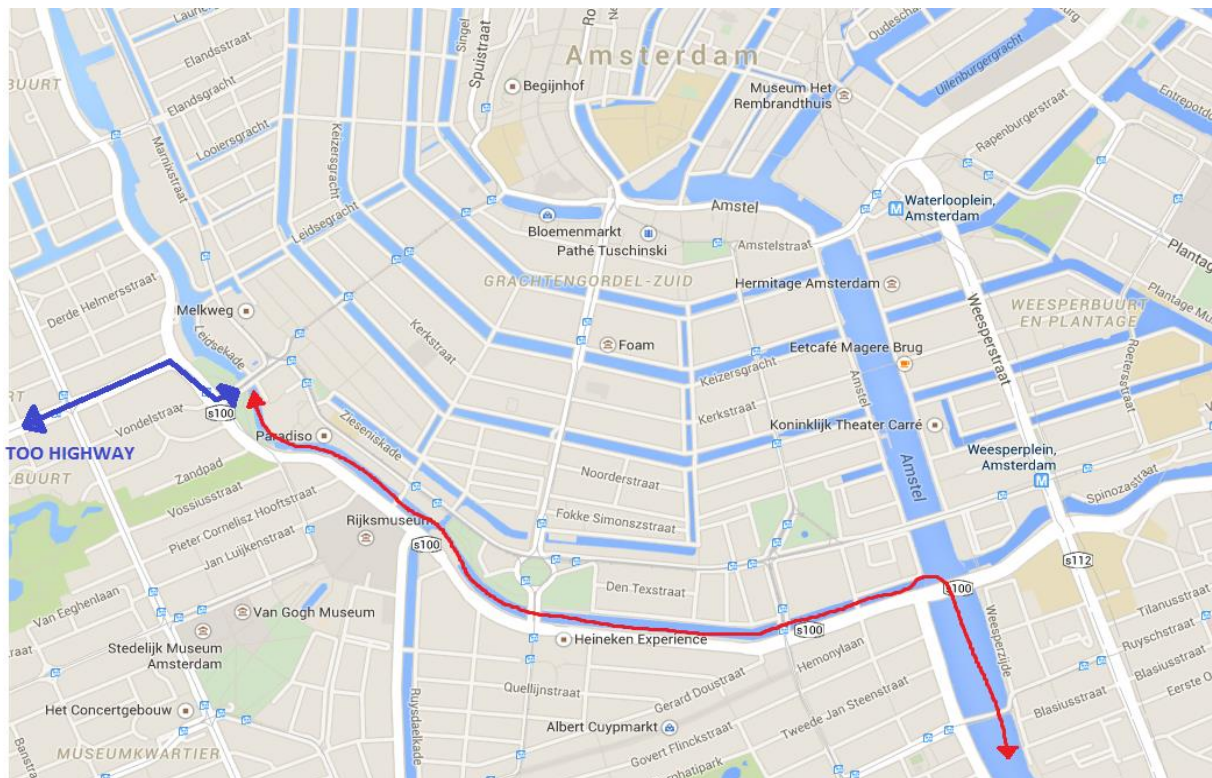 Elandsstraat
Elandsgracht
Looiersgracht
Marnixstraat
Keizersgracht
Singel
Spuistraat
Amsterdam
Begijnhof
Museum Het
Rembrandthuis
Uilenburgergracht
Rapenburgerstraat
BUURT
Leidsegracht
Bloemenmarkt
Pathé Tuschinski
Amstel
Amstelstraat
Waterlooplein,
Amsterdam
GRACHTENGORDEL-ZUID
Hermitage Amsterdam
Derde Helmersstraat
Melkweg
Leidsekade
Kerkstraat
Foam
Keizersgracht
Eetcafé Magere Brug
Amstel
Weesperstraat
WEESPERBUURT
EN PLANTAGE
Roetersstraat
s100
Vondelstraat
TOO HIGHWAY
Paradiso
Zieseniskade
Kerkstraat
Koninklijk Theater Carré
Weesperplein,
Amsterdam
Zandpad
Vossiusstraat
Pieter Cornelisz Hooftstraat
Jan Luijkenstraat
Rijksmuseum
s100
Noorderstraat
Fokke Simonszstraat
Amstel
Spinozastraat
s112
Den Texstraat
s100
Van Eeghenlaan
Van Gogh Museum
Stedelijk Museum
Amsterdam
Heineken Experience
s100
Hemonylaan
Weesperzijde
Tilanusstraat
Ruyschstraat
Blasiusstraat
Blasiusstraat
Quellijnstraat
Gerard Doustraat
Tweede Jan Steenstraat
Ruysdaelkade
Het Concertgebouw
Albert Cuypmarkt
Govert Flinckstraat
MUSEUMKWARTIER